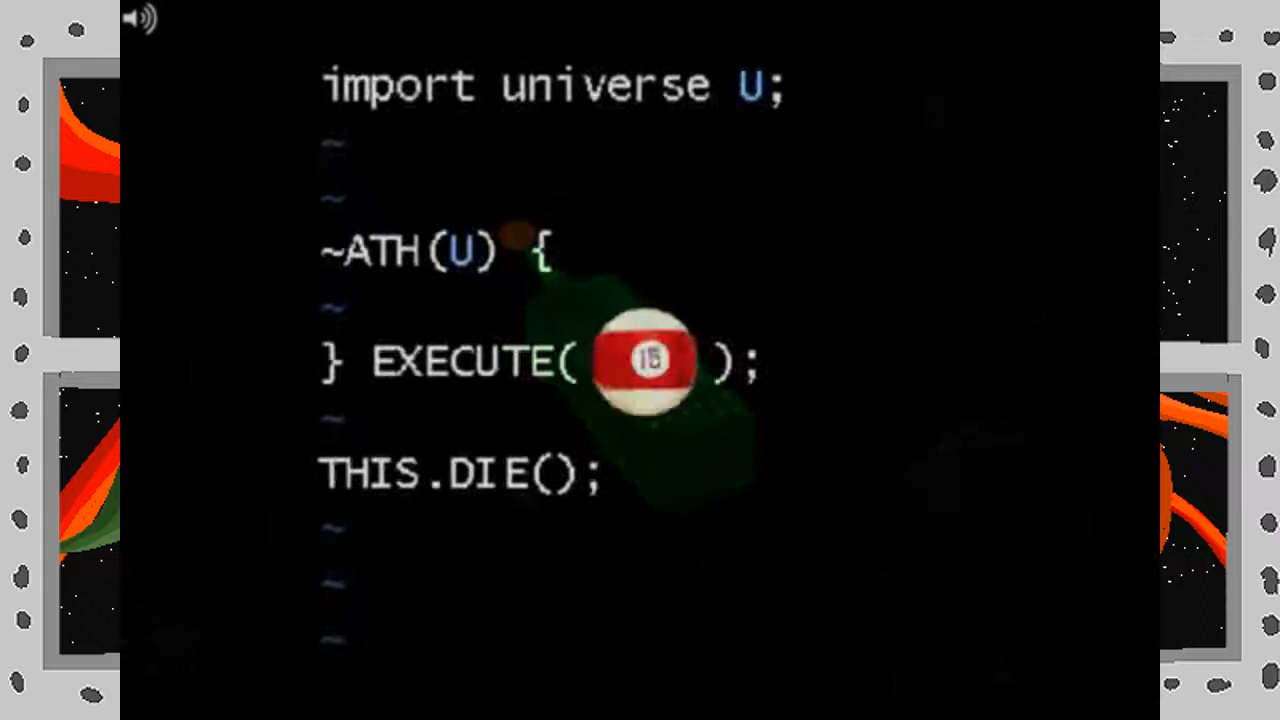 import universe U;
~
~
~ATH(U) {
~
} EXECUTE( 15 );
~
THIS.DIE();
~
~
~